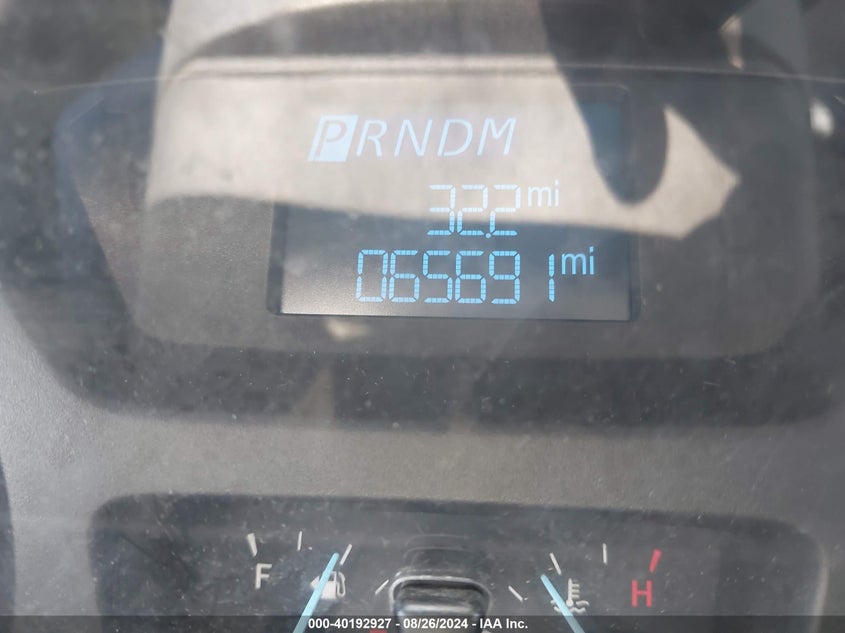 PRNDM
32.2 mi
065691 mi
F H
000-40192927 - 08/26/2024 - IAA Inc.